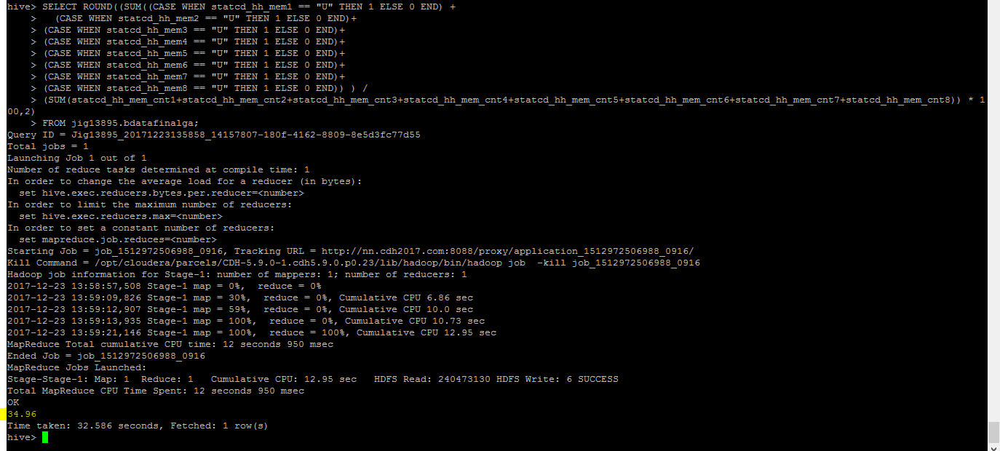 hive> SELECT ROUND((SUM((CASE WHEN statcd_hh_mem1 == "U" THEN 1 ELSE 0 END) +
    >   (CASE WHEN statcd_hh_mem2 == "U" THEN 1 ELSE 0 END)+
    > (CASE WHEN statcd_hh_mem3 == "U" THEN 1 ELSE 0 END)+
    > (CASE WHEN statcd_hh_mem4 == "U" THEN 1 ELSE 0 END)+
    > (CASE WHEN statcd_hh_mem5 == "U" THEN 1 ELSE 0 END)+
    > (CASE WHEN statcd_hh_mem6 == "U" THEN 1 ELSE 0 END)+
    > (CASE WHEN statcd_hh_mem7 == "U" THEN 1 ELSE 0 END)+
    > (CASE WHEN statcd_hh_mem8 == "U" THEN 1 ELSE 0 END)) ) /
    > (SUM(statcd_hh_mem_cnt1+statcd_hh_mem_cnt2+statcd_hh_mem_cnt3+statcd_hh_mem_cnt4+statcd_hh_mem_cnt5+statcd_hh_mem_cnt6+statcd_hh_mem_cnt7+statcd_hh_mem_cnt8)) * 1
00,2)
    > FROM jig13895.bdatafinalga;
Query ID = Jig13895_20171223135858_14157807-180f-4162-8809-8e5d3fc77d55
Total jobs = 1
Launching Job 1 out of 1
Number of reduce tasks determined at compile time: 1
In order to change the average load for a reducer (in bytes):
  set hive.exec.reducers.bytes.per.reducer=<number>
In order to limit the maximum number of reducers:
  set hive.exec.reducers.max=<number>
In order to set a constant number of reducers:
  set mapreduce.job.reduces=<number>
Starting Job = job_1512972506988_0916, Tracking URL = http://nn.cdh2017.com:8088/proxy/application_1512972506988_0916/
Kill Command = /opt/cloudera/parcels/CDH-5.9.0-1.cdh5.9.0.p0.23/lib/hadoop/bin/hadoop job  -kill job_1512972506988_0916
Hadoop job information for Stage-1: number of mappers: 1; number of reducers: 1
2017-12-23 13:58:57,508 Stage-1 map = 0%,  reduce = 0%
2017-12-23 13:59:09,826 Stage-1 map = 30%,  reduce = 0%, Cumulative CPU 6.86 sec
2017-12-23 13:59:12,907 Stage-1 map = 59%,  reduce = 0%, Cumulative CPU 10.0 sec
2017-12-23 13:59:13,935 Stage-1 map = 100%,  reduce = 0%, Cumulative CPU 10.73 sec
2017-12-23 13:59:21,146 Stage-1 map = 100%,  reduce = 100%, Cumulative CPU 12.95 sec
MapReduce Total cumulative CPU time: 12 seconds 950 msec
Ended Job = job_1512972506988_0916
MapReduce Jobs Launched:
Stage-Stage-1: Map: 1  Reduce: 1   Cumulative CPU: 12.95 sec   HDFS Read: 240473130 HDFS Write: 6 SUCCESS
Total MapReduce CPU Time Spent: 12 seconds 950 msec
OK
34.96
Time taken: 32.586 seconds, Fetched: 1 row(s)
hive>